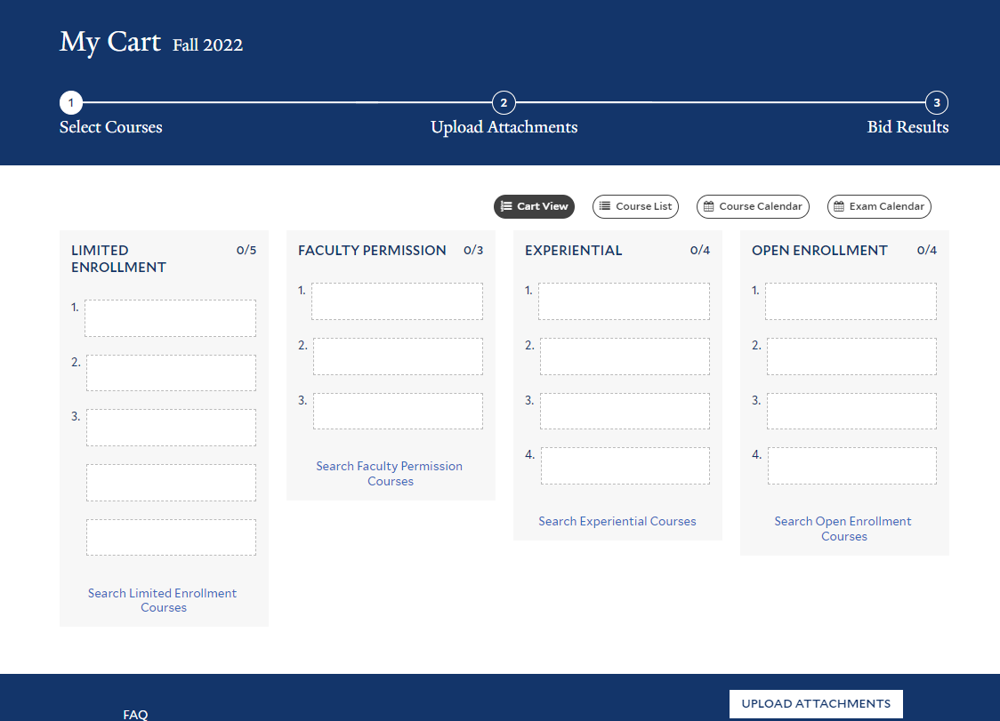 My Cart Fall 2022
1 2 3
Select Courses Upload Attachments Bid Results
Cart View Course List Course Calendar Exam Calendar
LIMITED ENROLLMENT 0/5
1.
2.
3.
Search Limited Enrollment
Courses
FACULTY PERMISSION 0/3
1.
2.
3.
Search Faculty Permission
Courses
EXPERIENTIAL 0/4
1.
2.
3.
4.
Search Experiential Courses
OPEN ENROLLMENT 0/4
1.
2.
3.
4.
Search Open Enrollment
Courses
FAQ
UPLOAD ATTACHMENTS